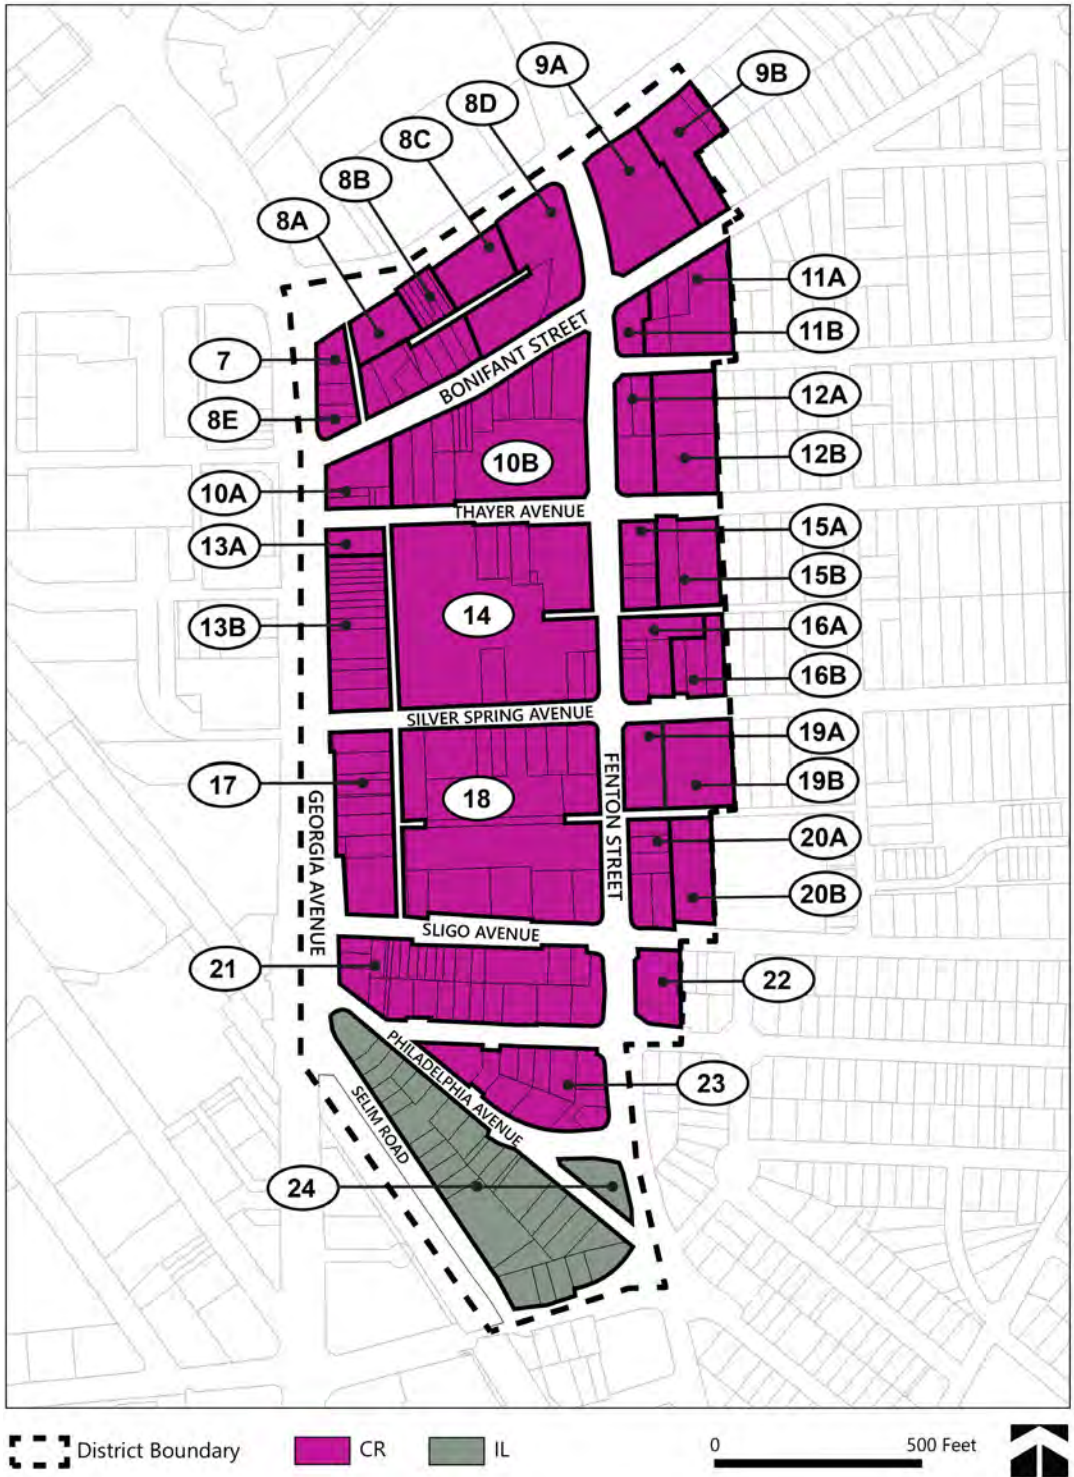 9A
9B
8D
8C
8B
8A
11A
11B
BONIFANT STREET
7
8E
12A
12B
10B
10A
THAYER AVENUE
15A
15B
13A
14
13B
16A
16B
SILVER SPRING AVENUE
19A
19B
17
18
FENTON STREET
GEORGIA AVENUE
20A
20B
SLIGO AVENUE
21
22
PHILADELPHIA AVENUE
23
SELIM ROAD
24
District Boundary
CR
IL
0
500 Feet